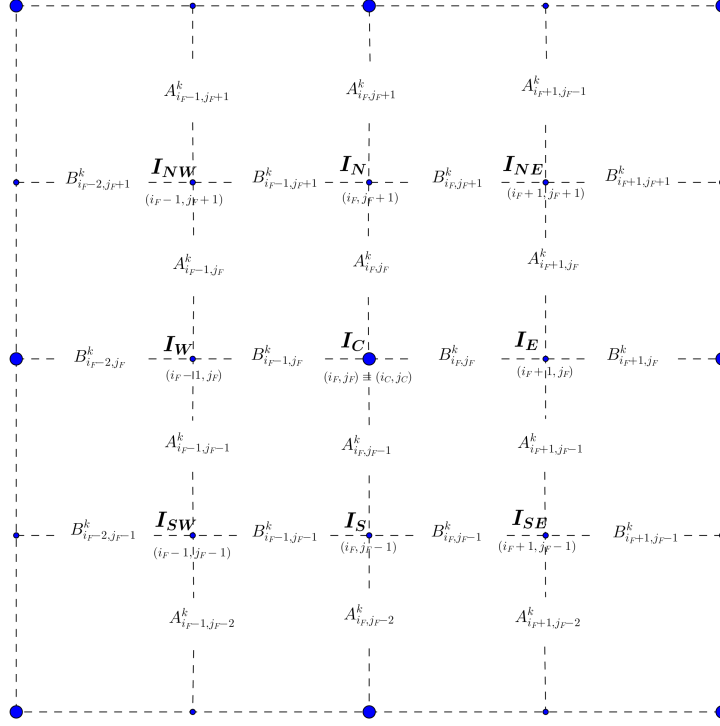 A^k_{i_F−1,j_F+1} A^k_{i_F,j_F+1} A^k_{i_F+1,j_F−1}
I_{NW} I_N I_{NE}
B^k_{i_F−2,j_F+1} B^k_{i_F−1,j_F+1} B^k_{i_F,j_F+1} B^k_{i_F+1,j_F+1}
(i_F−1,j_F+1) (i_F,j_F+1) (i_F+1,j_F+1)
A^k_{i_F−1,j_F} A^k_{i_F,j_F} A^k_{i_F+1,j_F}
I_W I_C I_E
B^k_{i_F−2,j_F} B^k_{i_F−1,j_F} B^k_{i_F,j_F} B^k_{i_F+1,j_F}
(i_F−1,j_F) (i_F,j_F) ≡ (i_C,j_C) (i_F+1,j_F)
A^k_{i_F−1,j_F−1} A^k_{i_F,j_F−1} A^k_{i_F+1,j_F−1}
I_{SW} I_S I_{SE}
B^k_{i_F−2,j_F−1} B^k_{i_F−1,j_F−1} B^k_{i_F,j_F−1} B^k_{i_F+1,j_F−1}
(i_F−1,j_F−1) (i_F,j_F−1) (i_F+1,j_F−1)
A^k_{i_F−1,j_F−2} A^k_{i_F,j_F−2} A^k_{i_F+1,j_F−2}